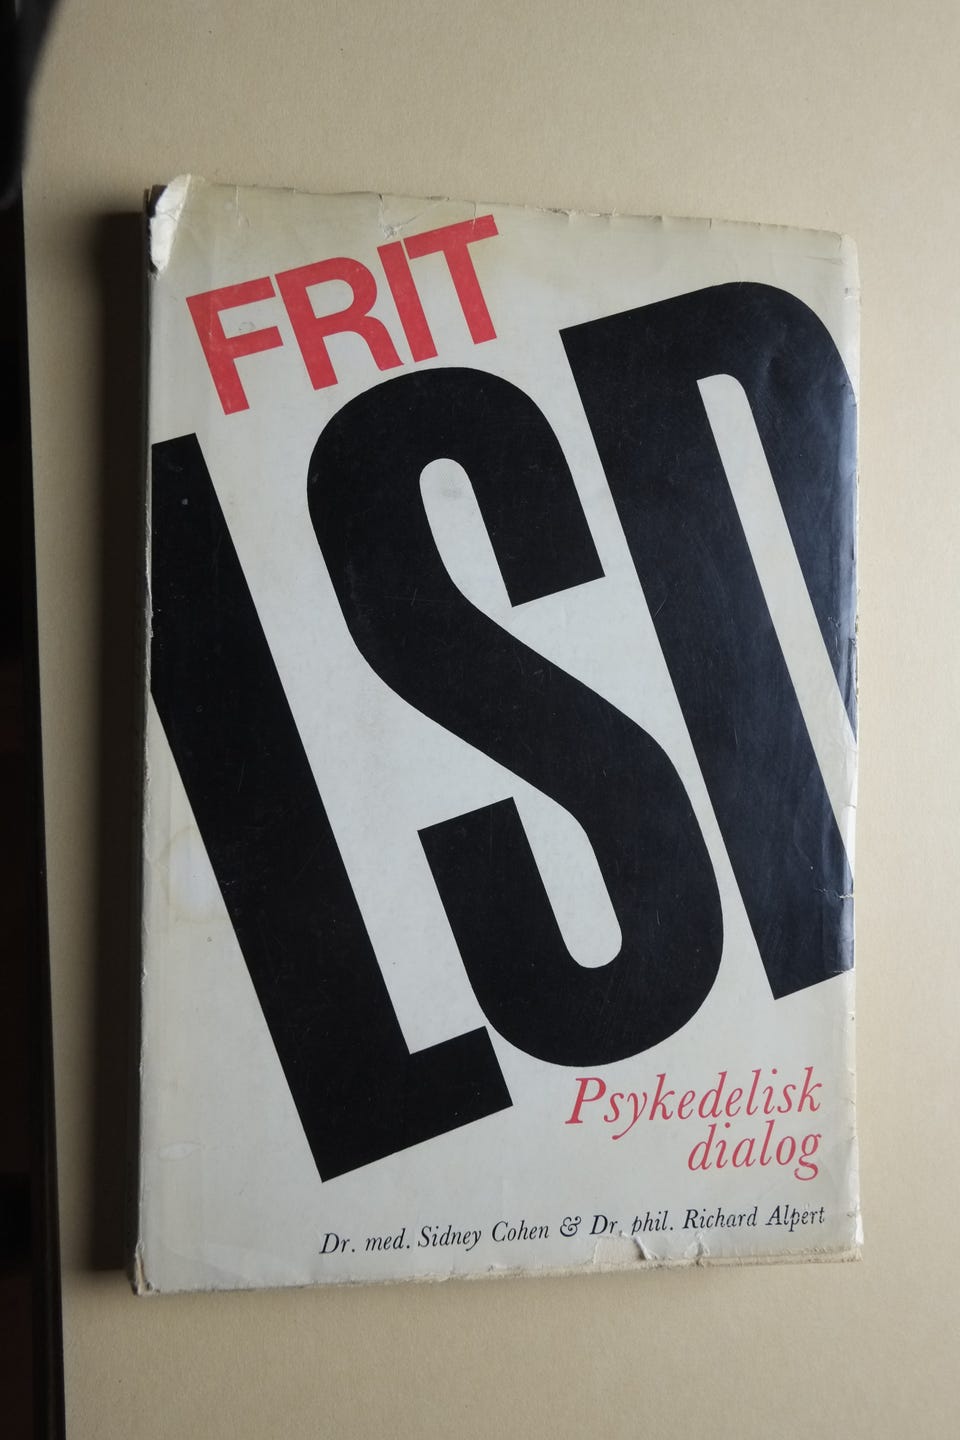 FRIT
LSD
Psykedelisk
dialog
Dr. med. Sidney Cohen & Dr. phil. Richard Alpert